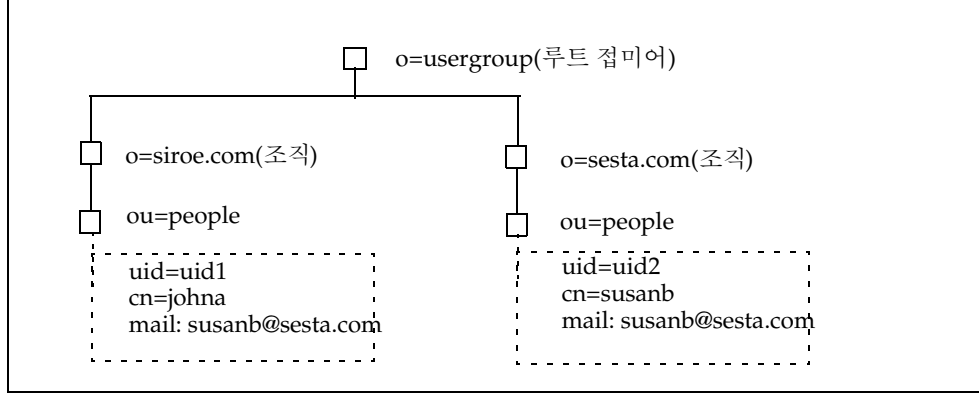 o=usergroup(루트 접미어)
o=siroe.com(조직)
o=sesta.com(조직)
ou=people
ou=people
uid=uid1
cn=johna
mail: susanb@sesta.com
uid=uid2
cn=susanb
mail: susanb@sesta.com